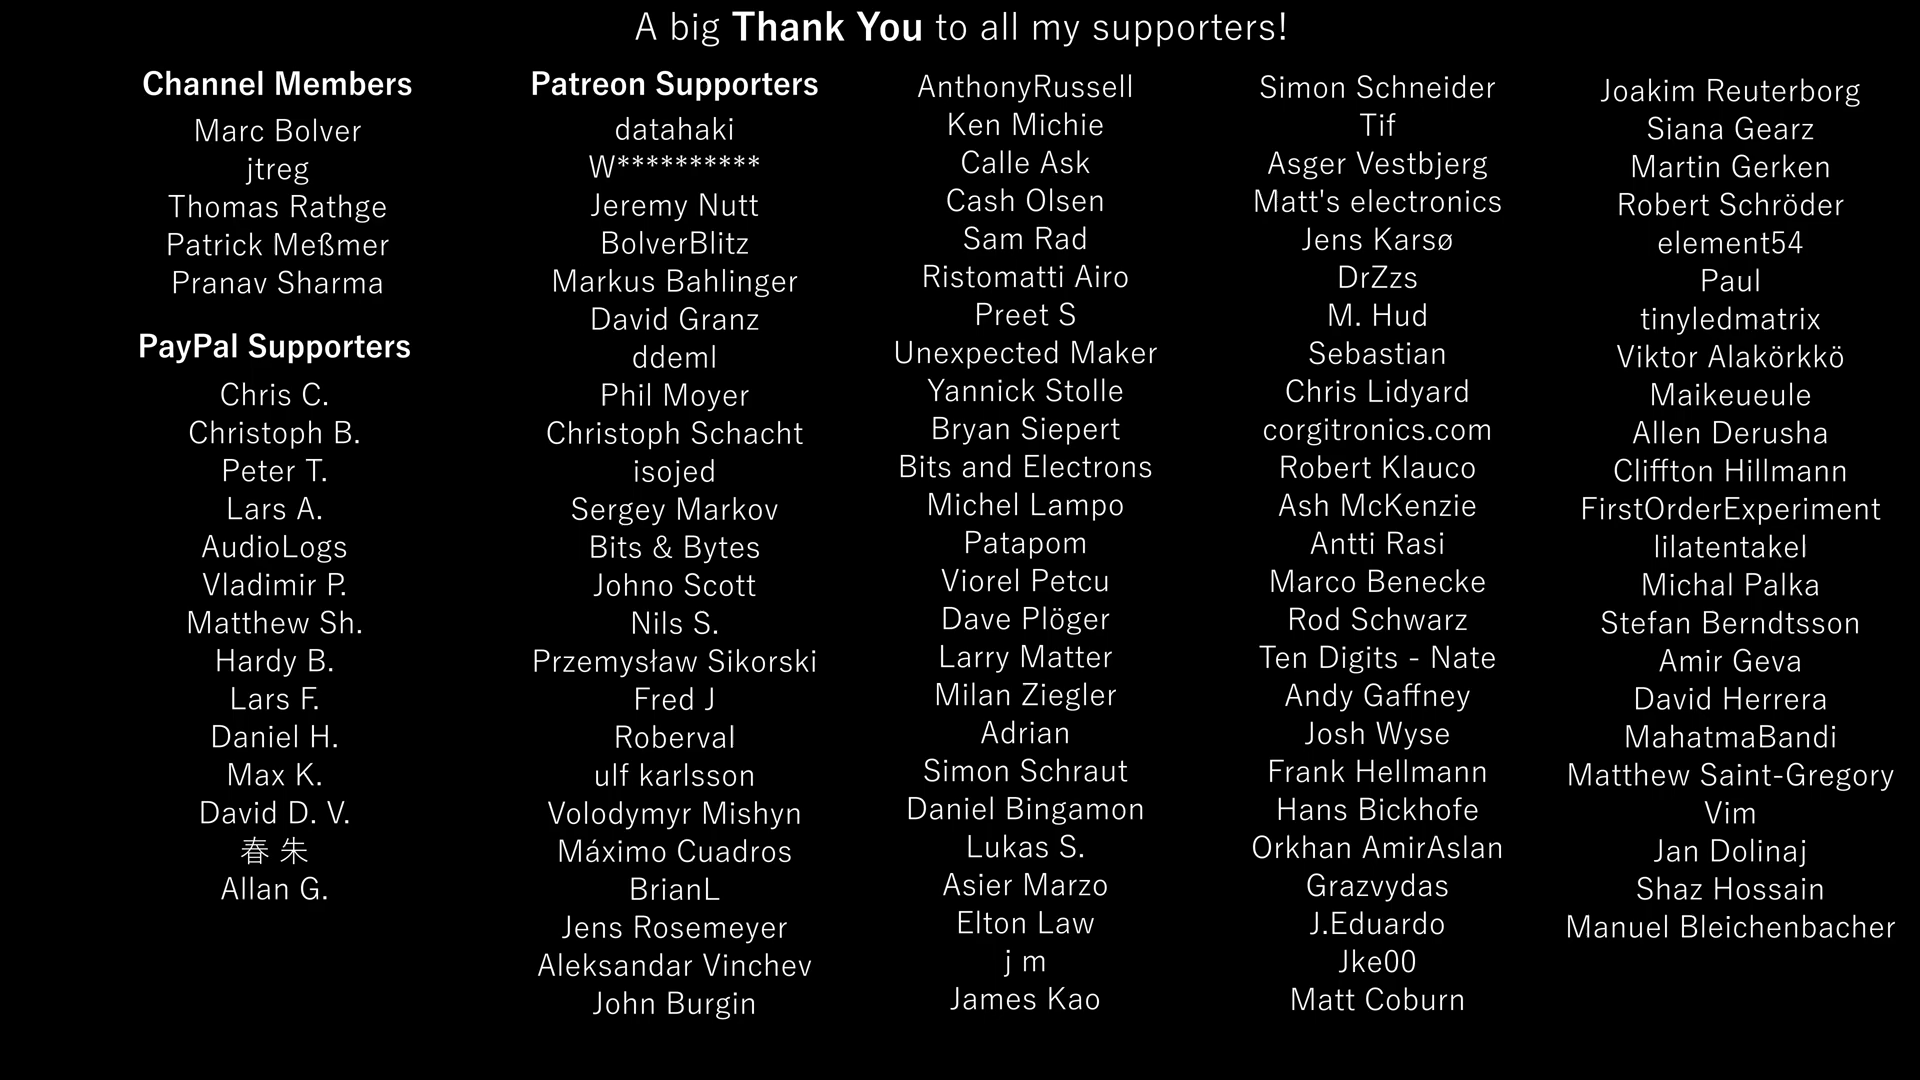 A big Thank You to all my supporters!
Channel Members
Marc Bolver
jtreg
Thomas Rathge
Patrick Meßmer
Pranav Sharma
PayPal Supporters
Chris C.
Christoph B.
Peter T.
Lars A.
AudioLogs
Vladimir P.
Matthew Sh.
Hardy B.
Lars F.
Daniel H.
Max K.
David D. V.
春 朱
Allan G.
Patreon Supporters
datahaki
W**********
Jeremy Nutt
BolverBlitz
Markus Bahlinger
David Granz
ddeml
Phil Moyer
Christoph Schacht
isojed
Sergey Markov
Bits & Bytes
Johno Scott
Nils S.
Przemysław Sikorski
Fred J
Roberval
ulf karlsson
Volodymyr Mishyn
Máximo Cuadros
BrianL
Jens Rosemeyer
Aleksandar Vinchev
John Burgin
AnthonyRussell
Ken Michie
Calle Ask
Cash Olsen
Sam Rad
Ristomatti Airo
Preet S
Unexpected Maker
Yannick Stolle
Bryan Siepert
Bits and Electrons
Michel Lampo
Patapom
Viorel Petcu
Dave Plöger
Larry Matter
Milan Ziegler
Adrian
Simon Schraut
Daniel Bingamon
Lukas S.
Asier Marzo
Elton Law
j m
James Kao
Simon Schneider
Tif
Asger Vestbjerg
Matt's electronics
Jens Karsø
DrZzs
M. Hud
Sebastian
Chris Lidyard
corgitronics.com
Robert Klauco
Ash McKenzie
Antti Rasi
Marco Benecke
Rod Schwarz
Ten Digits - Nate
Andy Gaffney
Josh Wyse
Frank Hellmann
Hans Bickhofe
Orkhan AmirAslan
Grazvydas
J.Eduardo
Jke00
Matt Coburn
Joakim Reuterborg
Siana Gearz
Martin Gerken
Robert Schröder
element54
Paul
tinyledmatrix
Viktor Alakörkkö
Maikeueule
Allen Derusha
Cliffton Hillmann
FirstOrderExperiment
lilatentakel
Michal Palka
Stefan Berndtsson
Amir Geva
David Herrera
MahatmaBandi
Matthew Saint-Gregory
Vim
Jan Dolinaj
Shaz Hossain
Manuel Bleichenbacher